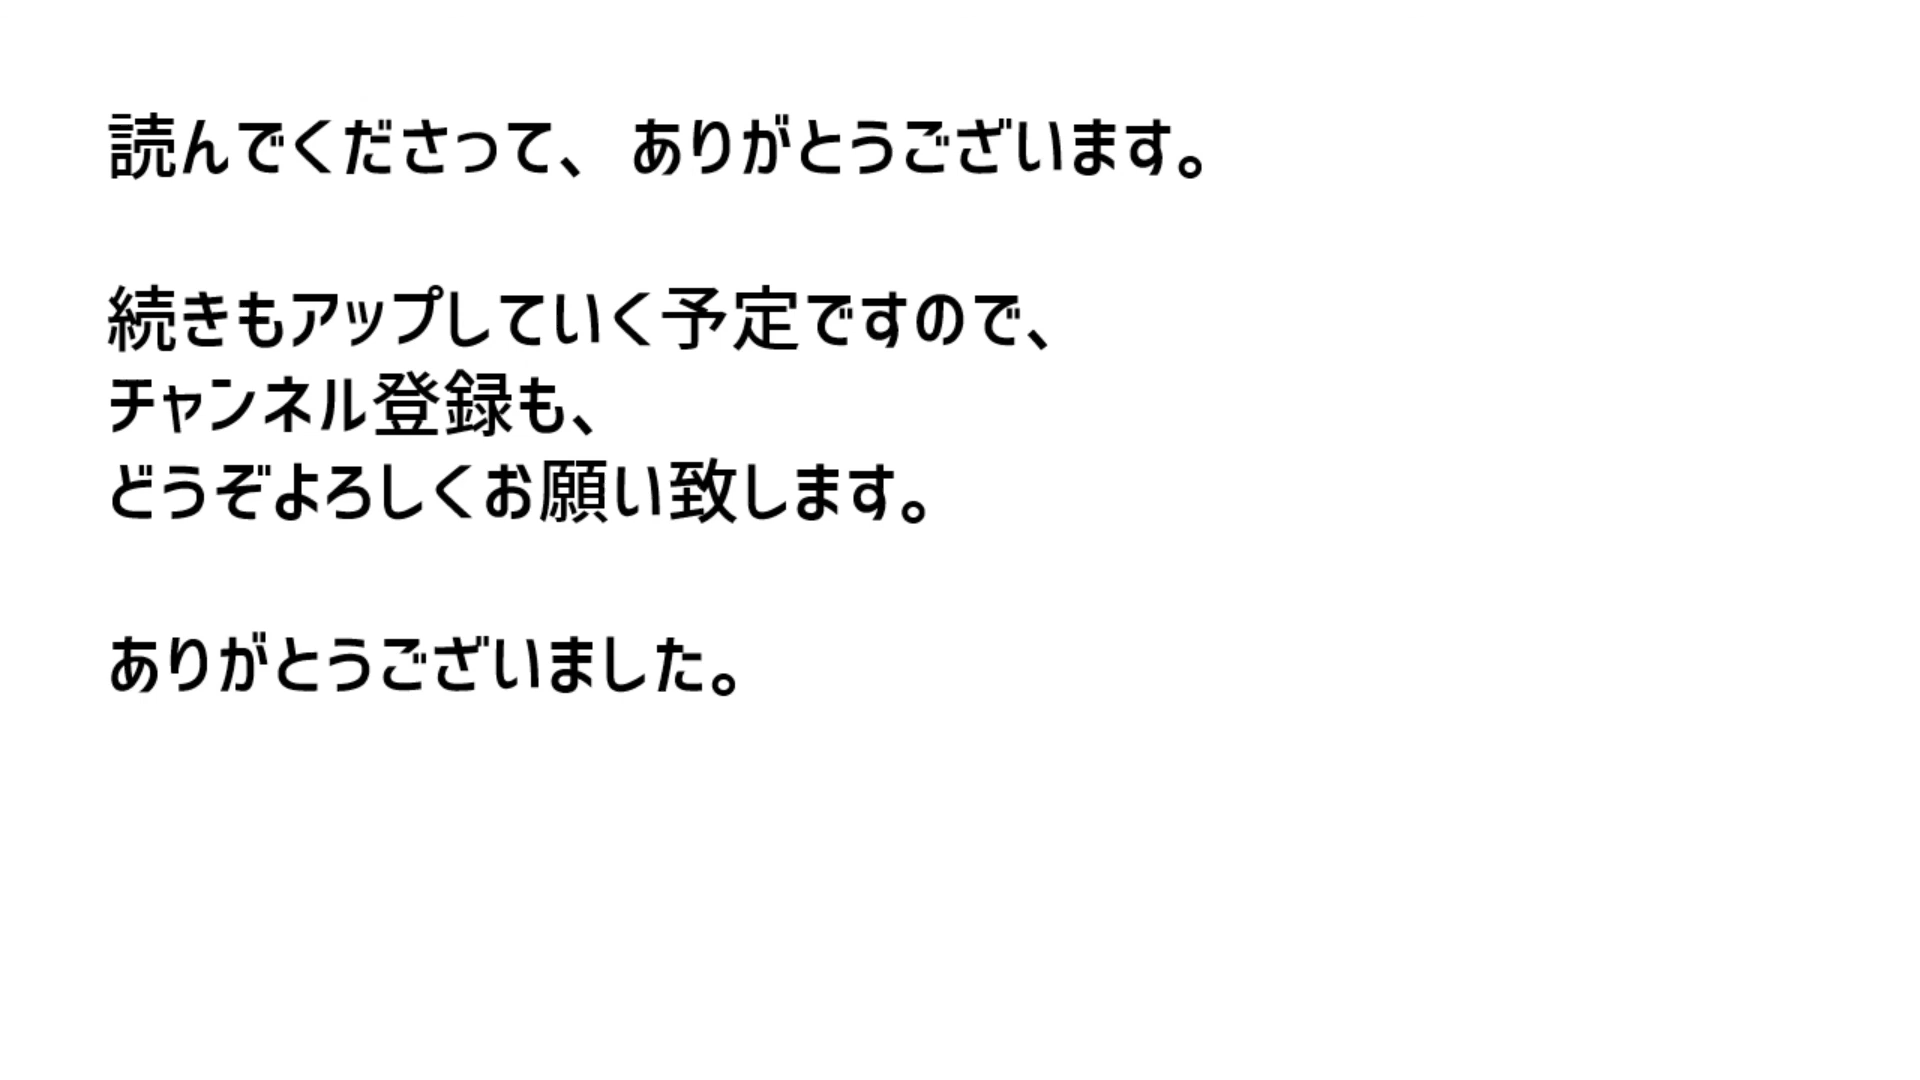 読んでくださって、ありがとうございます。
続きもアップしていく予定ですので、
チャンネル登録も、
どうぞよろしくお願い致します。
ありがとうございました。